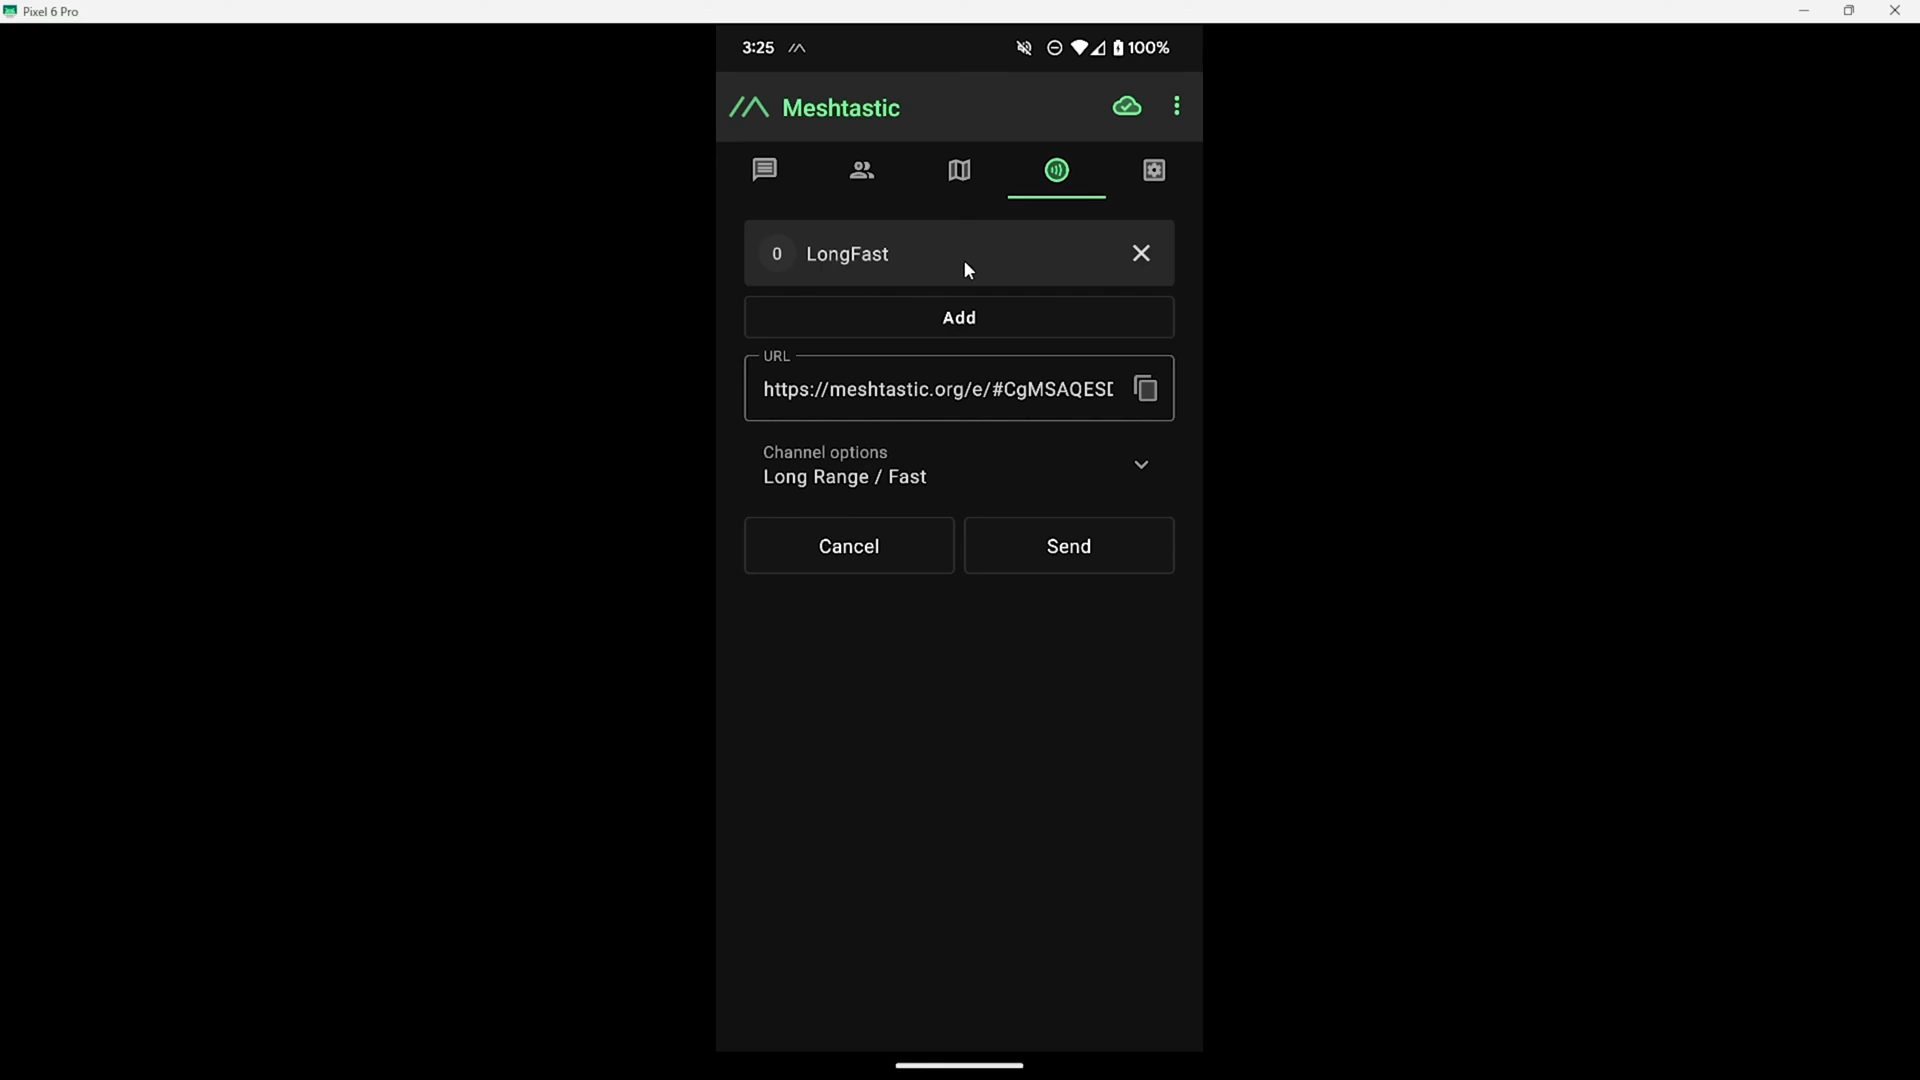 Pixel 6 Pro
3:25 100%
Meshtastic
0 LongFast
Add
URL
https://meshtastic.org/e/#CgMSAQESD
Channel options
Long Range / Fast
Cancel Send